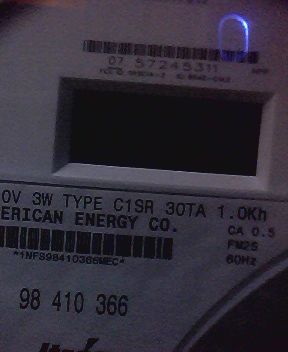 07 57245311
0V 3W TYPE C1SR 30TA 1.0Kh
ERICAN ENERGY CO.
CA 0.5
FM2S
60Hz
*1NFS98410366MEC*
98 410 366